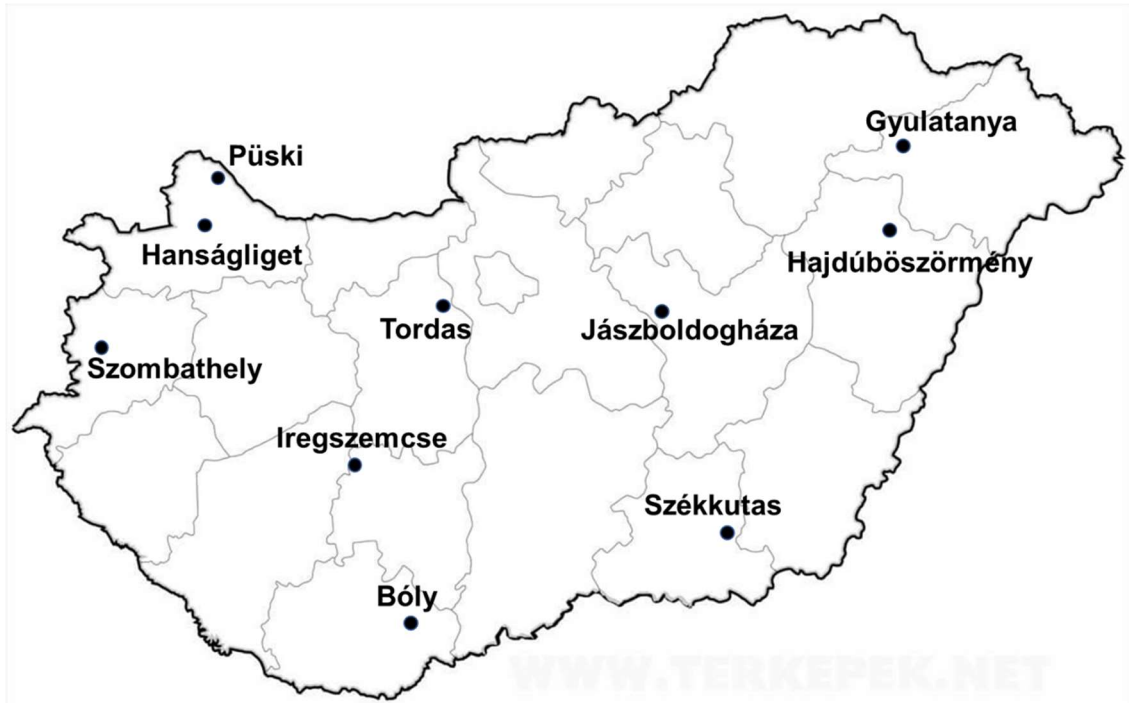 Gyulatanya
Püski
Hanságliget
Hajdúböszörmény
Tordas
Jászboldogháza
Szombathely
Iregszemcse
Székkutas
Bóly
WWW.TERKEPEK.NET